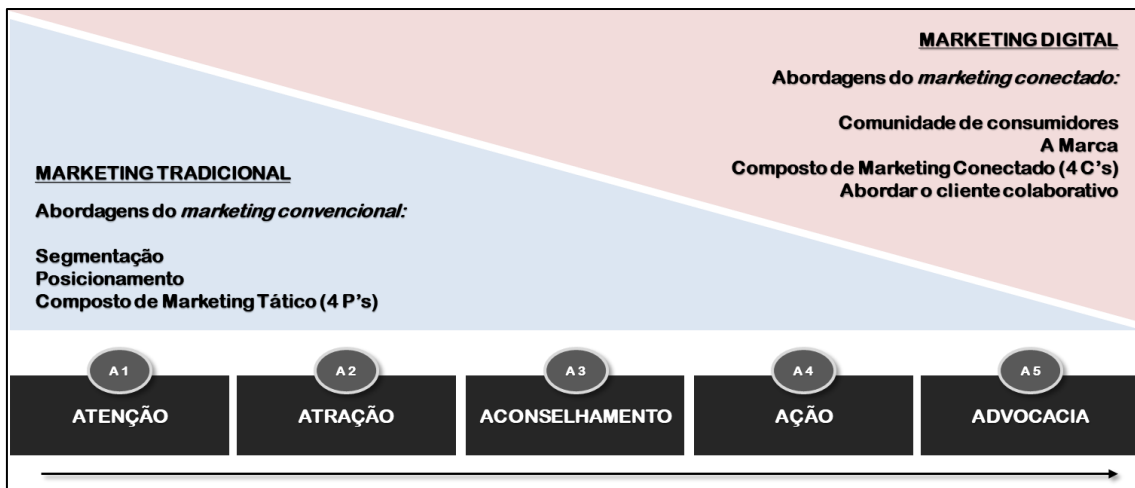 MARKETING DIGITAL
Abordagens do marketing conectado:
Comunidade de consumidores
A Marca
Composto de Marketing Conectado (4 C's)
Abordar o cliente colaborativo
MARKETING TRADICIONAL
Abordagens do marketing convencional:
Segmentação
Posicionamento
Composto de Marketing Tático (4 P's)
A1
A2
A3
A4
A5
ATENÇÃO
ATRAÇÃO
ACONSELHAMENTO
AÇÃO
ADVOCACIA